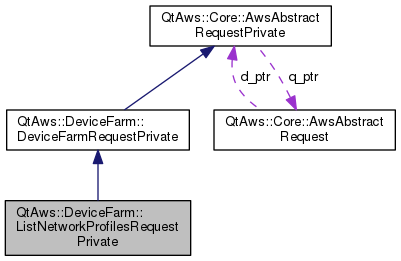 QtAws::Core::AwsAbstract
RequestPrivate
d_ptr
q_ptr
QtAws::DeviceFarm::
DeviceFarmRequestPrivate
QtAws::Core::AwsAbstract
Request
QtAws::DeviceFarm::
ListNetworkProfilesRequest
Private